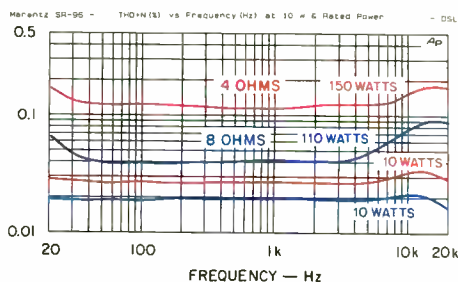 Marantz SR-96 - THD+N(%) vs Frequency(Hz) at 10 w & Rated Power - DSL
0.5
Ap
4 OHMS 150 WATTS
0.1
8 OHMS 110 WATTS
10 WATTS
10 WATTS
0.01
20 100 1k 10k 20k
FREQUENCY — Hz